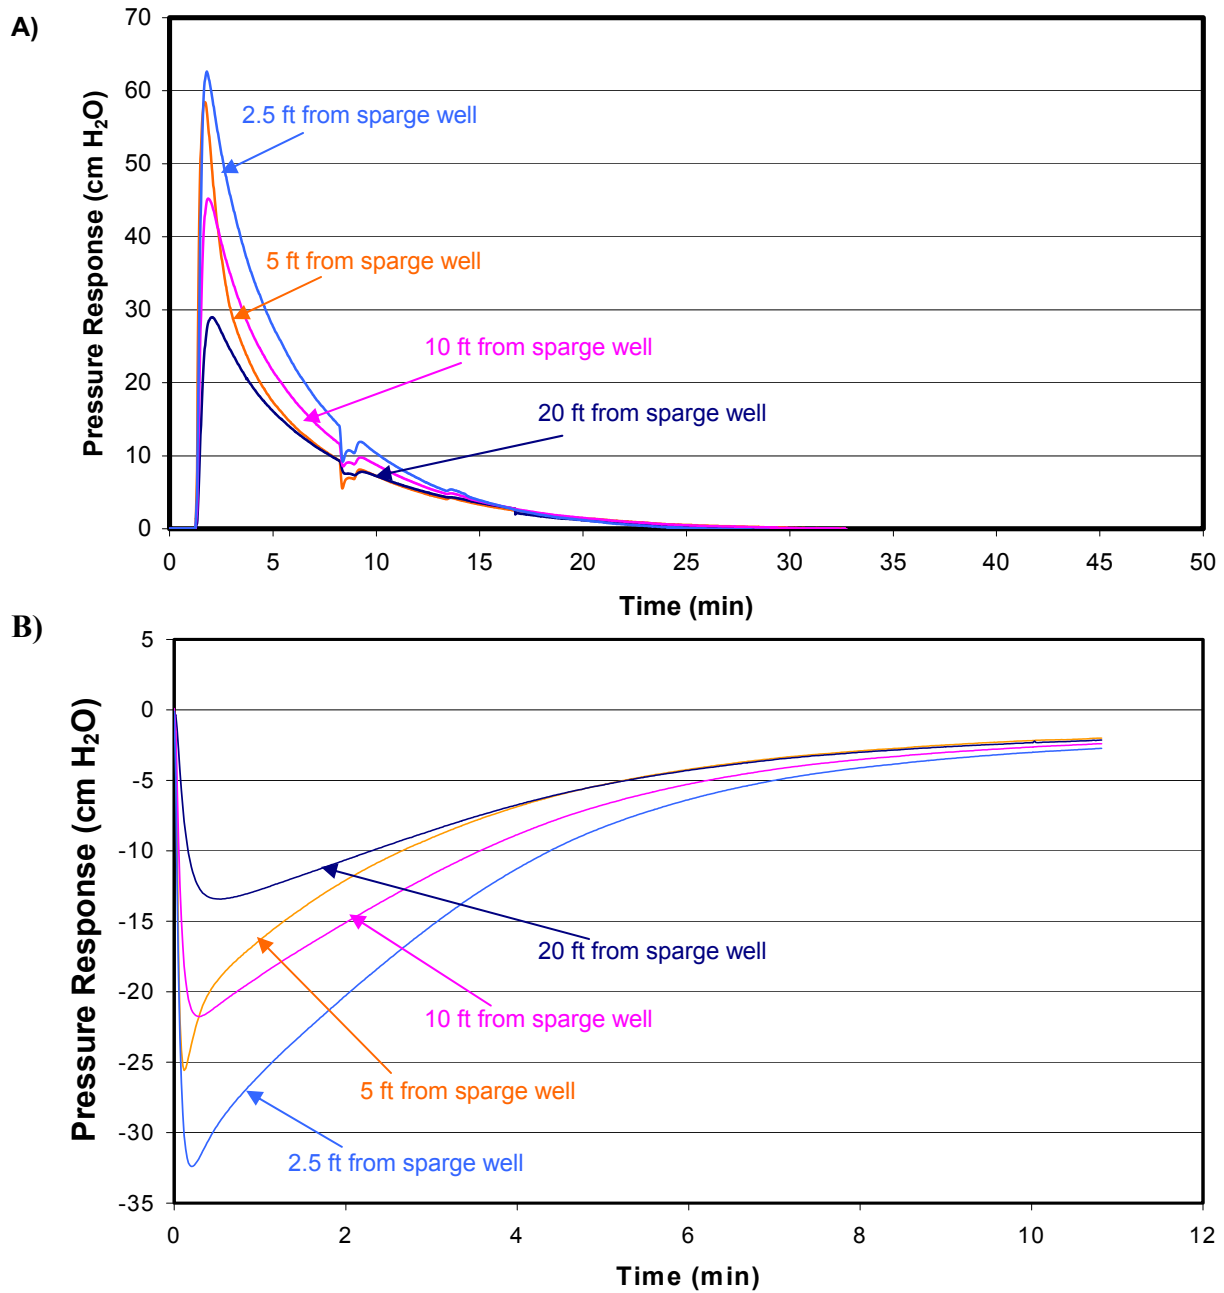 A)
70
60
50
40
30
20
10
0
Pressure Response (cm H₂O)
2.5 ft from sparge well
5 ft from sparge well
10 ft from sparge well
20 ft from sparge well
0 5 10 15 20 25 30 35 40 45 50
Time (min)
B)
5
0
-5
-10
-15
-20
-25
-30
-35
Pressure Response (cm H₂O)
20 ft from sparge well
10 ft from sparge well
5 ft from sparge well
2.5 ft from sparge well
0 2 4 6 8 10 12
Time (min)